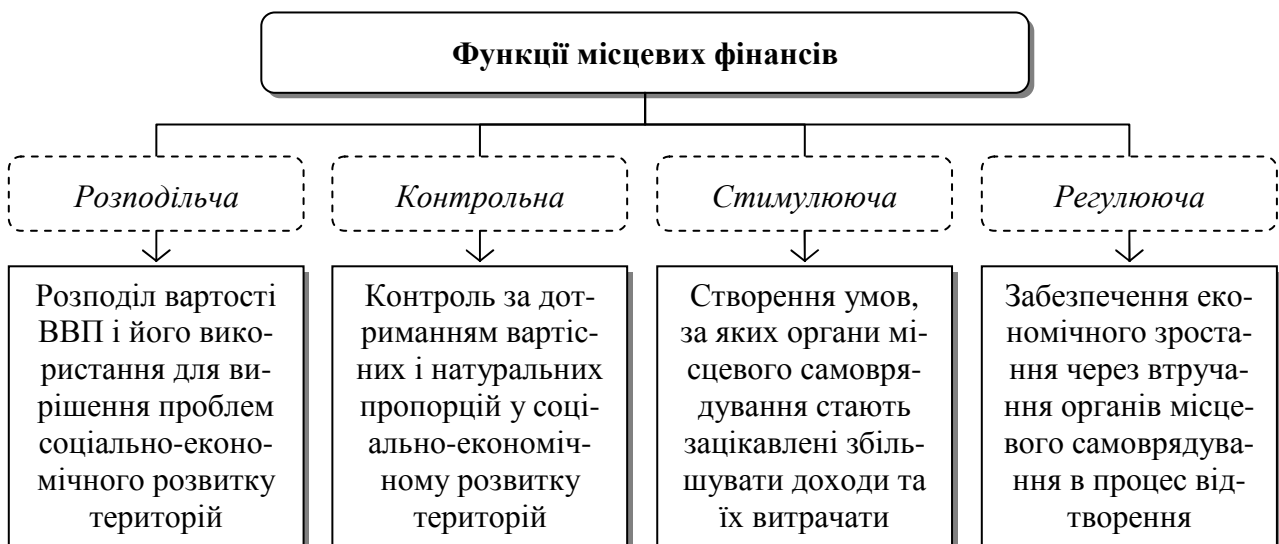 Функції місцевих фінансів
Розподільча
Контрольна
Стимулююча
Регулююча
Розподіл вартості
ВВП і його вико-
ристання для ви-
рішення проблем
соціально-еконо-
мічного розвитку
територій
Контроль за дот-
риманням вартіс-
них і натуральних
пропорцій у соці-
ально-економіч-
ному розвитку
територій
Створення умов,
за яких органи мі-
сцевого самовря-
дування стають
зацікавлені збіль-
шувати доходи та
їх витрачати
Забезпечення еко-
номічного зроста-
ння через втруча-
ння органів місце-
вого самоврядува-
ння в процес від-
творення